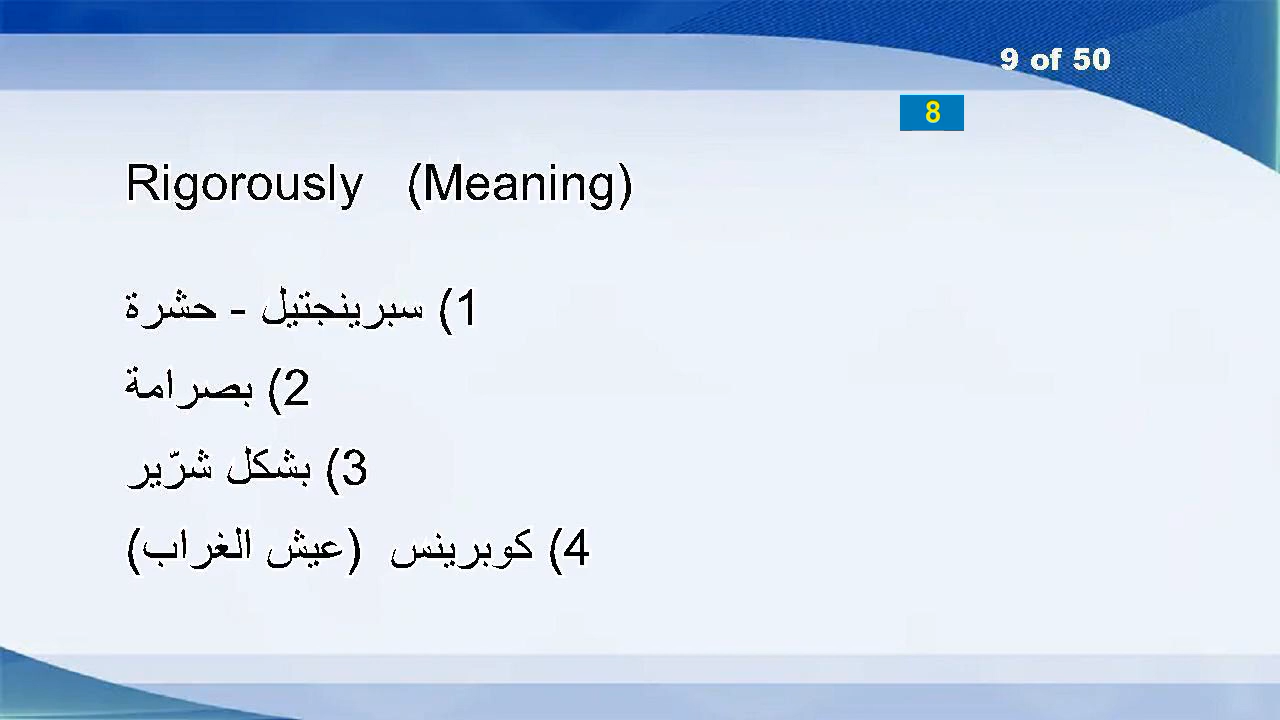 9 of 50
8
Rigorously (Meaning)
1) سبرينجتيل - حشرة
2) بصرامة
3) بشكل شرّير
4) كوبرينس (عيش الغراب)